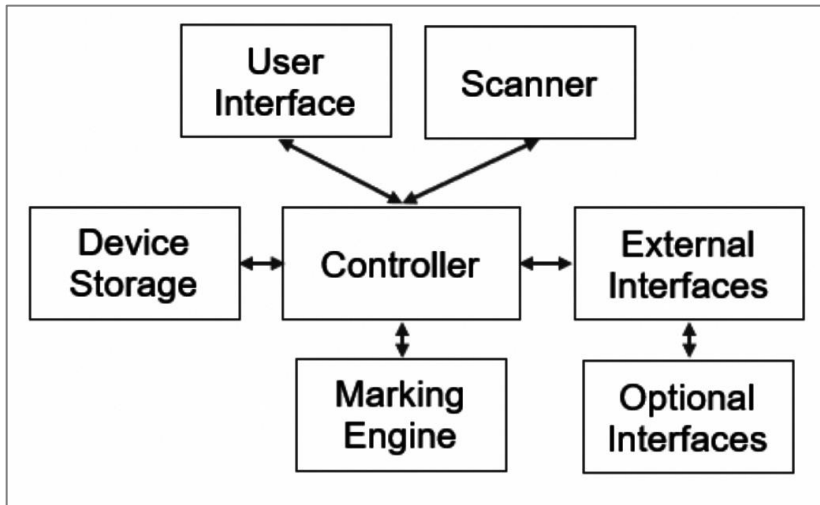 User
Interface
Scanner
Device
Storage
Controller
External
Interfaces
Marking
Engine
Optional
Interfaces